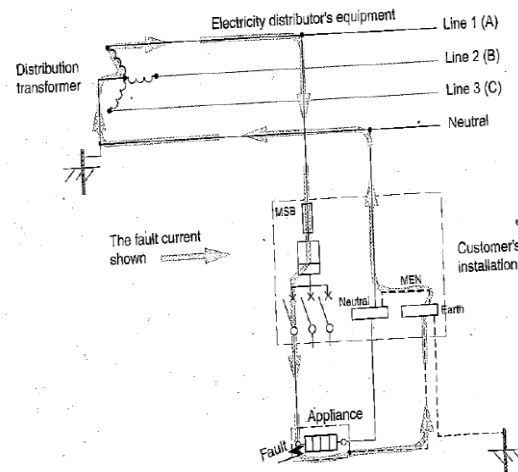 Electricity distributor's equipment
Line 1 (A)
Distribution
transformer
Line 2 (B)
Line 3 (C)
Neutral
MSB
The fault current
shown
Customer's
installation
MEN
Neutral
Earth
Appliance
Fault